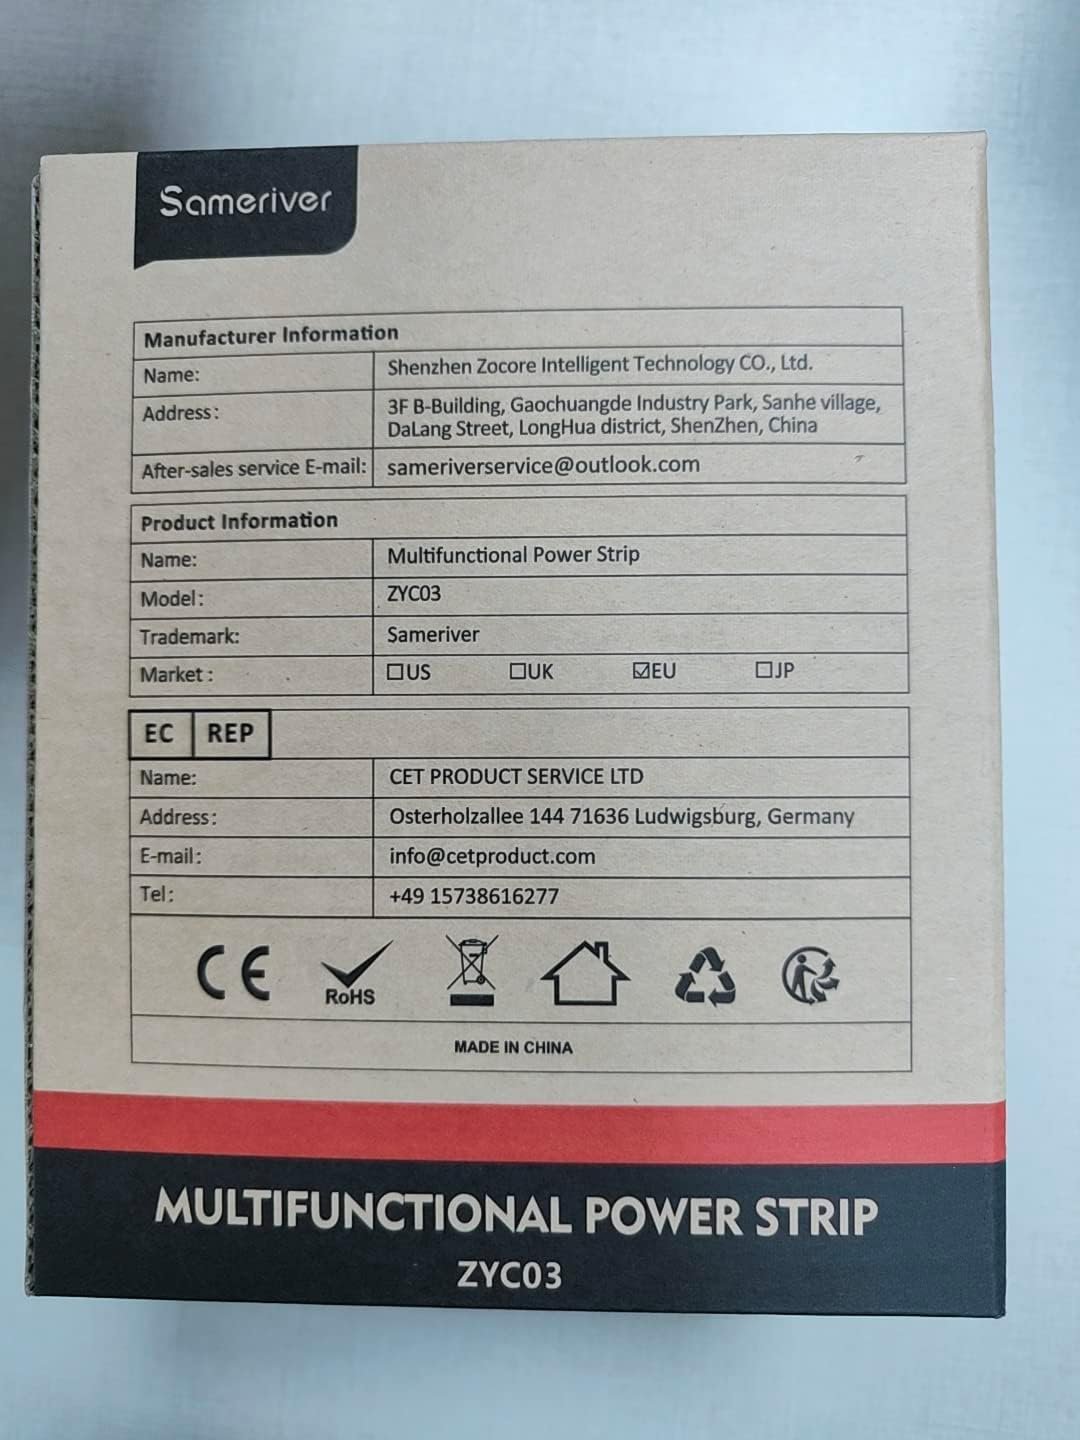 Sameriver
Manufacturer Information
Name: Shenzhen Zocore Intelligent Technology CO., Ltd.
Address: 3F B-Building, Gaochuangde Industry Park, Sanhe village,
DaLang Street, LongHua district, ShenZhen, China
After-sales service E-mail: sameriverservice@outlook.com
Product Information
Name: Multifunctional Power Strip
Model: ZYC03
Trademark: Sameriver
Market: ☐US ☐UK ☑EU ☐JP
EC REP
Name: CET PRODUCT SERVICE LTD
Address: Osterholzallee 144 71636 Ludwigsburg, Germany
E-mail: info@cetproduct.com
Tel: +49 15738616277
CE RoHS
MADE IN CHINA
MULTIFUNCTIONAL POWER STRIP
ZYC03